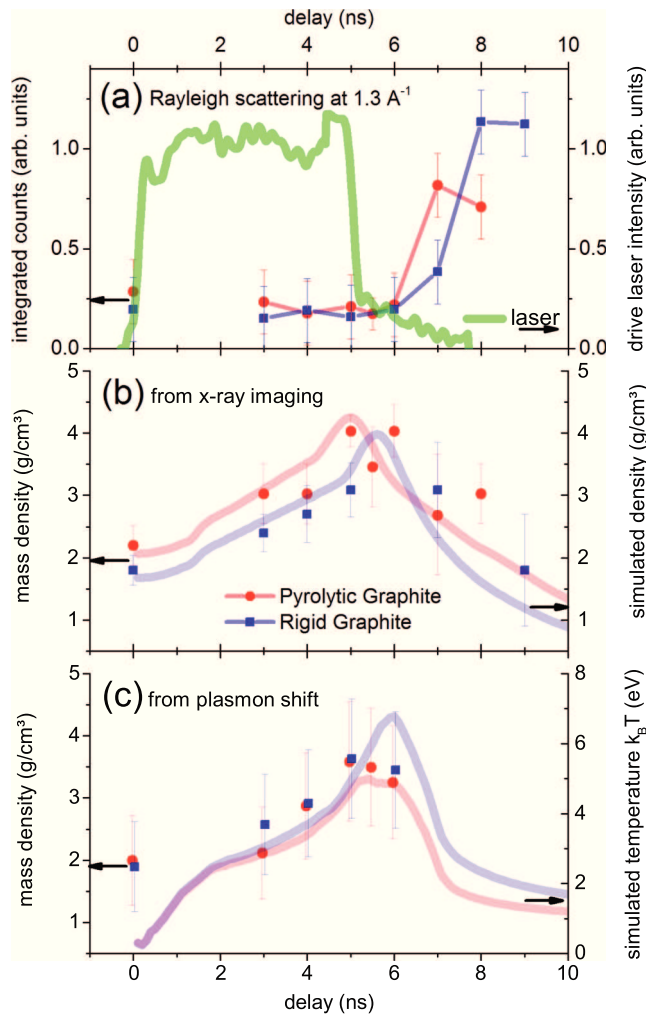 delay (ns)
0 2 4 6 8 10
(a) Rayleigh scattering at 1.3 A⁻¹
integrated counts (arb. units)
1.0
0.5
0.0
drive laser intensity (arb. units)
1.0
0.5
0.0
laser
(b) from x-ray imaging
mass density (g/cm³)
5
4
3
2
1
simulated density (g/cm³)
5
4
3
2
1
Pyrolytic Graphite
Rigid Graphite
(c) from plasmon shift
mass density (g/cm³)
5
4
3
2
1
simulated temperature k_BT (eV)
8
6
4
2
0
0 2 4 6 8 10
delay (ns)